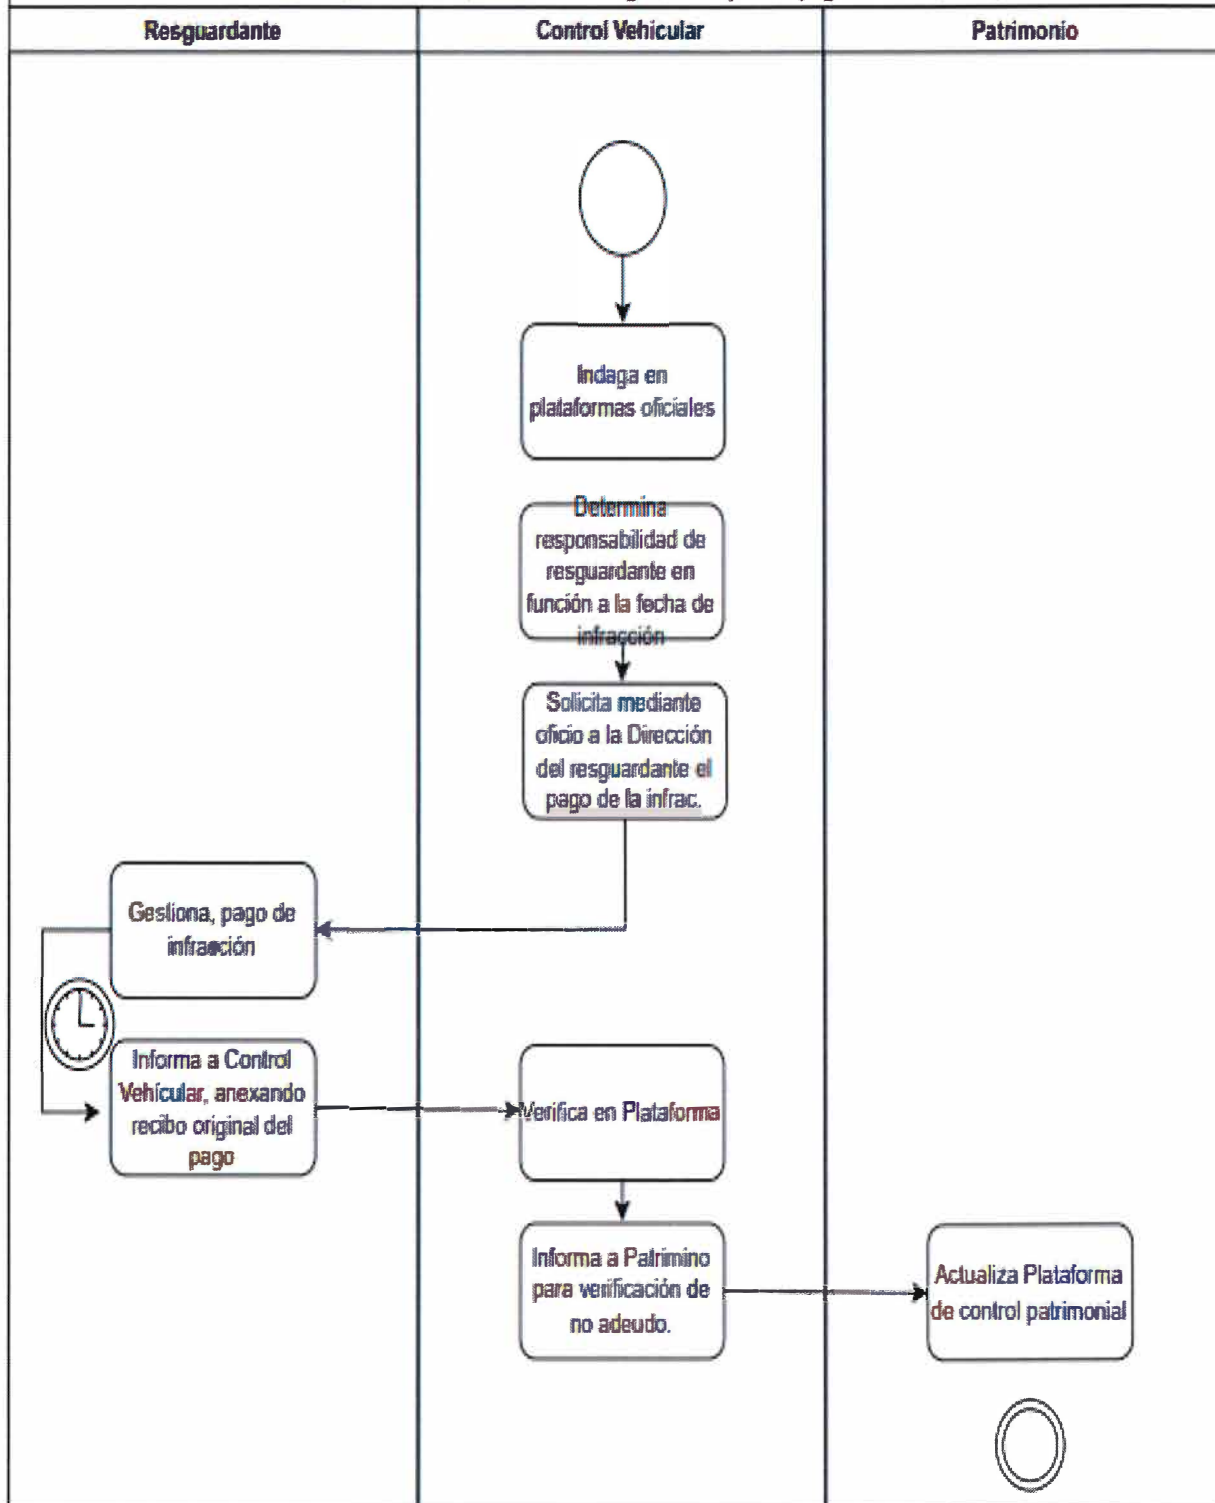 Resguardante
Control Vehicular
Patrimonio
Indaga en
plataformas oficiales
Determina
responsabilidad de
resguardante en
función a la fecha de
infracción
Solicita mediante
oficio a la Dirección
del resguardante el
pago de la infrac.
Gestiona, pago de
infracción
Informa a Control
Vehícular, anexando
recibo original del
pago
Verifica en Plataforma
Informa a Patrimino
para verificación de
no adeudo.
Actualiza Plataforma
de control patrimonial